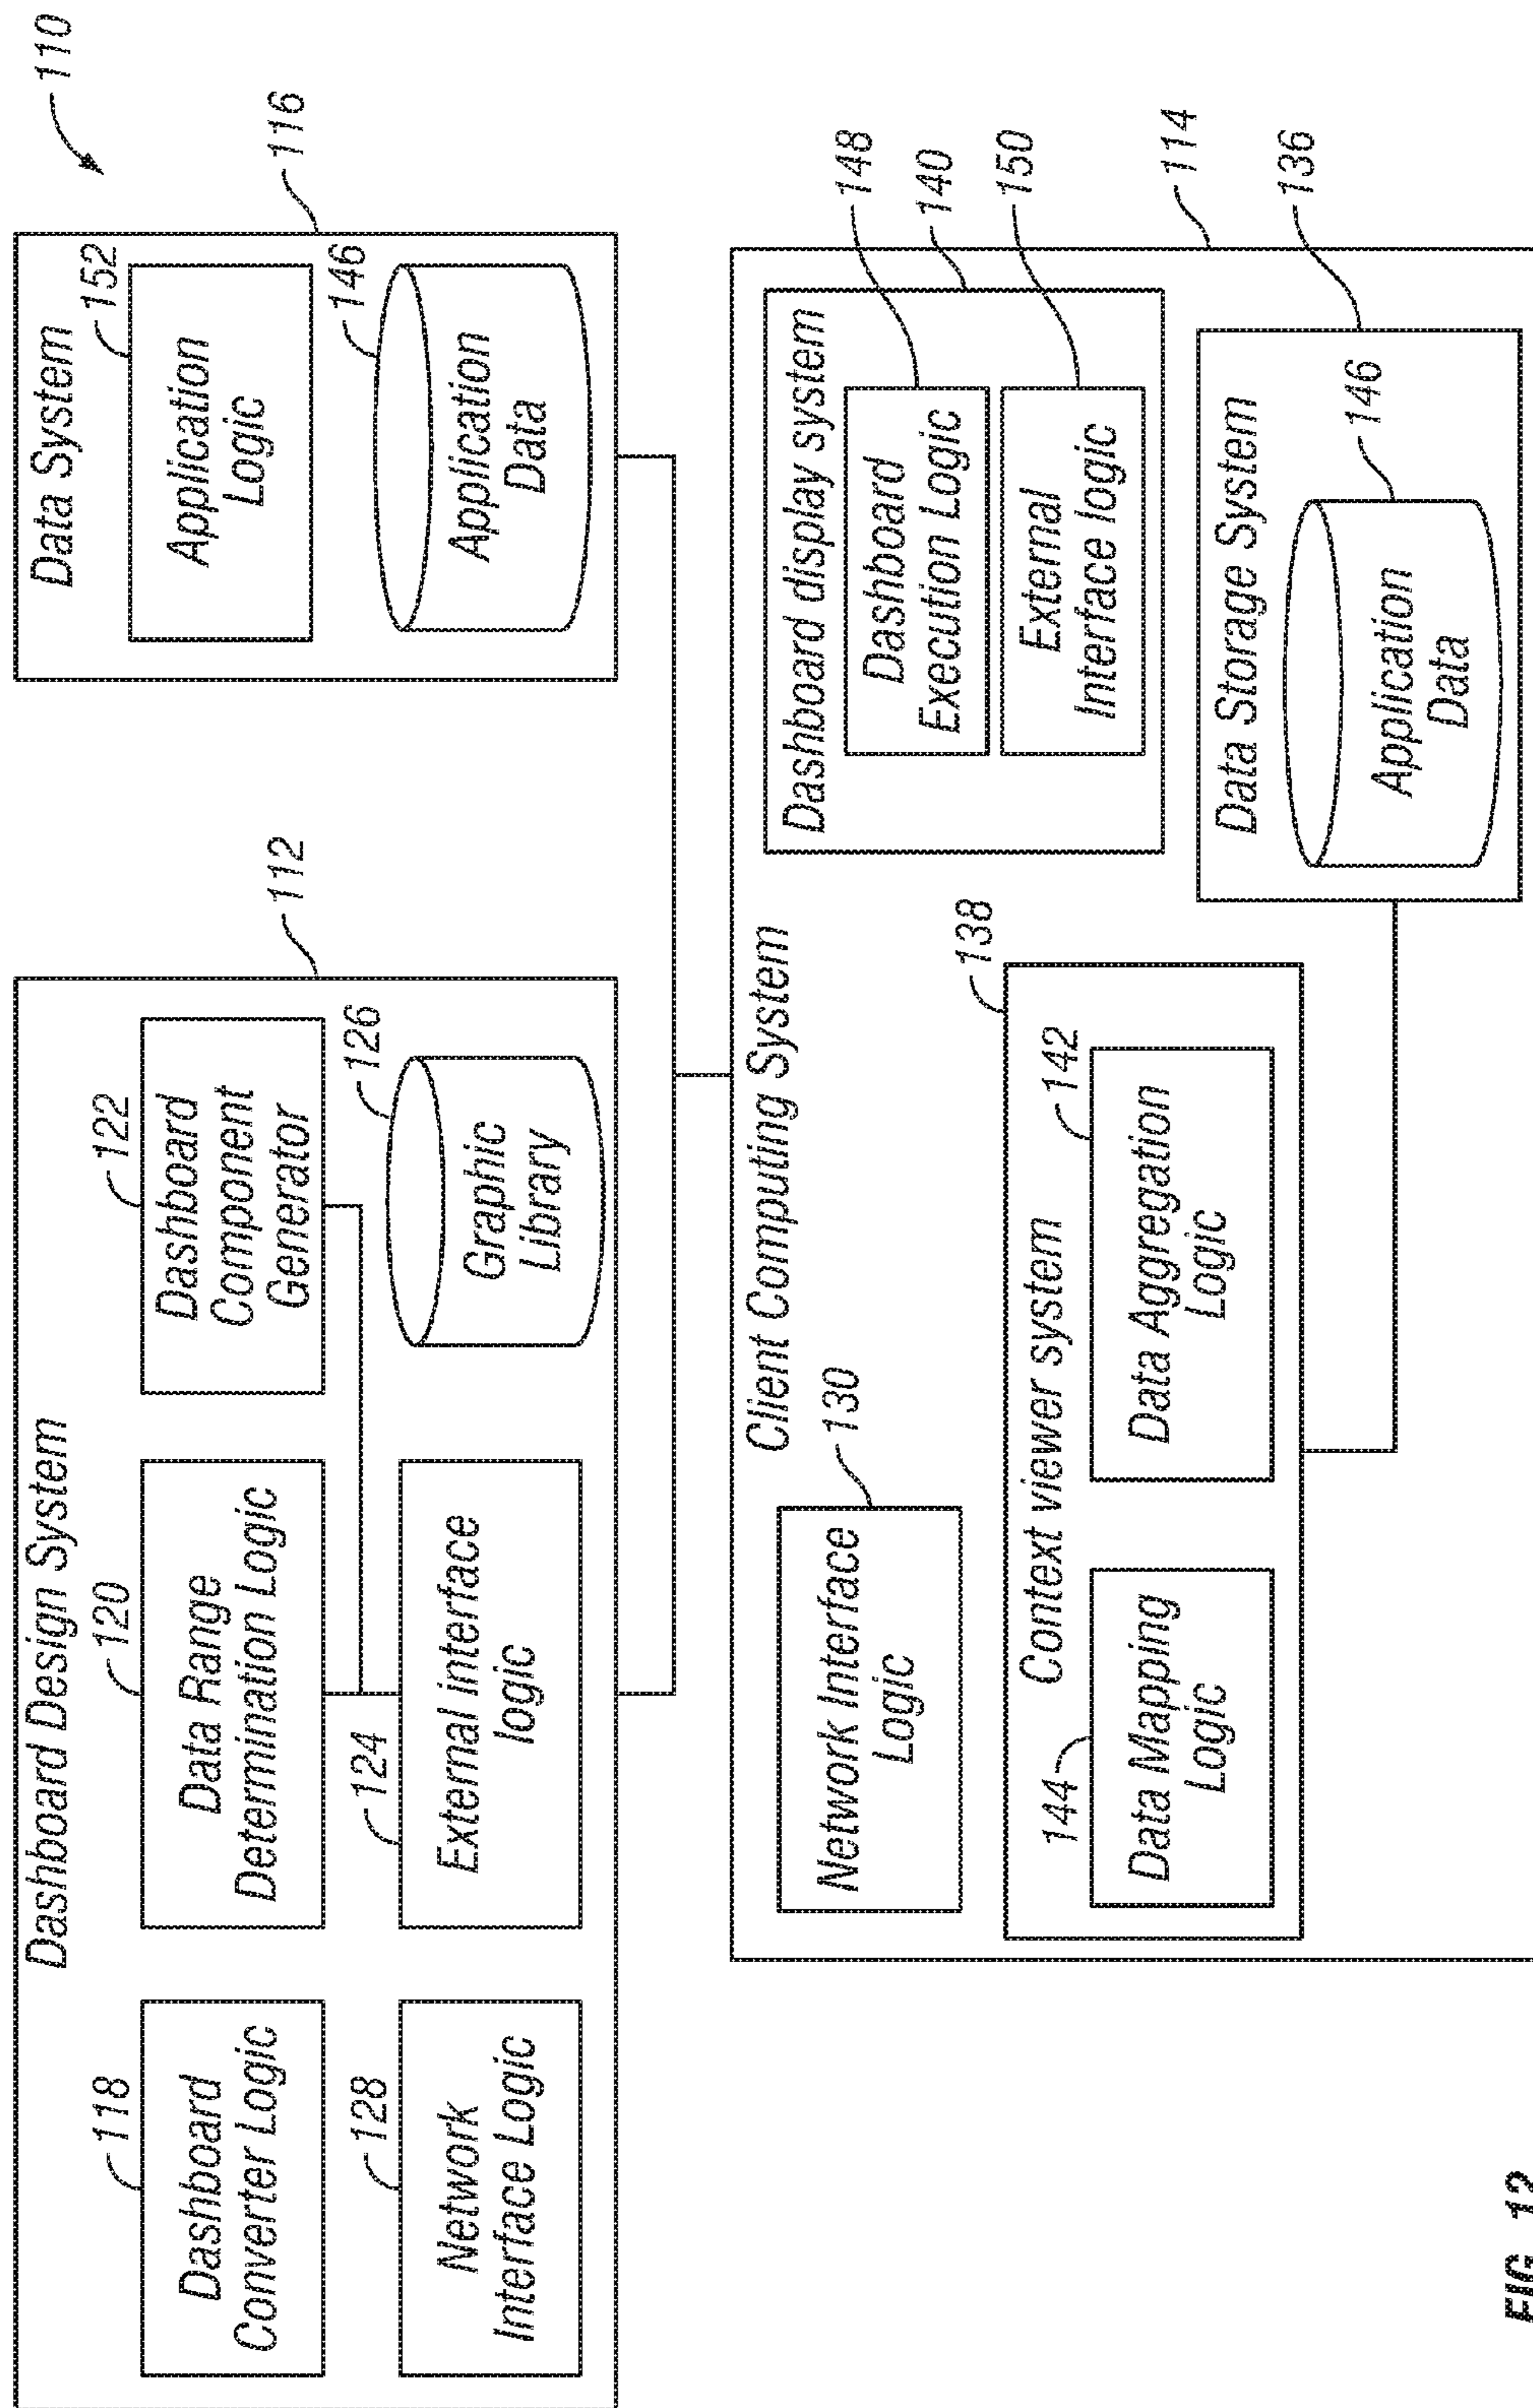 110
Dashboard Design System
112
118
Dashboard
Converter Logic
120
Data Range
Determination Logic
122
Dashboard
Component
Generator
128
Network
Interface Logic
124
External interface
logic
126
Graphic
Library
Data System
116
152
Application
Logic
146
Application
Data
Client Computing System
114
Network Interface
Logic
130
Context viewer system
138
144
Data Mapping
Logic
142
Data Aggregation
Logic
Dashboard display system
140
Dashboard
Execution Logic
148
External
Interface logic
150
Data Storage System
136
Application
Data
146
FIG. 12